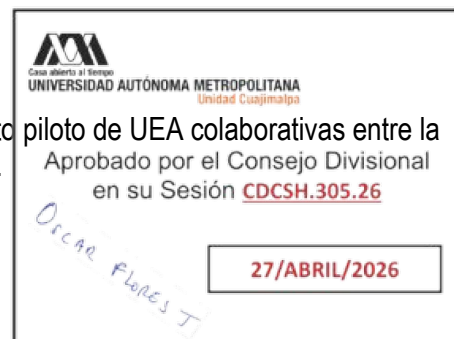 Casa abierta al tiempo
UNIVERSIDAD AUTÓNOMA METROPOLITANA
Unidad Cuajimalpa
piloto de UEA colaborativas entre la
Aprobado por el Consejo Divisional
en su Sesión CDCSH.305.26
OSCAR FLORES T
27/ABRIL/2026